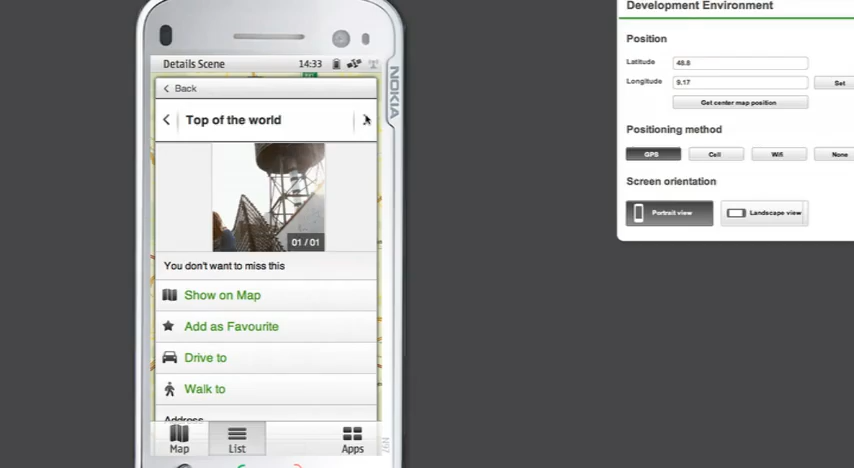 Details Scene 14:33
Back
Top of the world
01 / 01
You don't want to miss this
Show on Map
Add as Favourite
Drive to
Walk to
Address
Map List Apps
NOKIA
N97
Development Environment
Position
Latitude 48.8
Longitude 9.17 Set
Get center map position
Positioning method
GPS Cell Wifi None
Screen orientation
Portrait view Landscape view